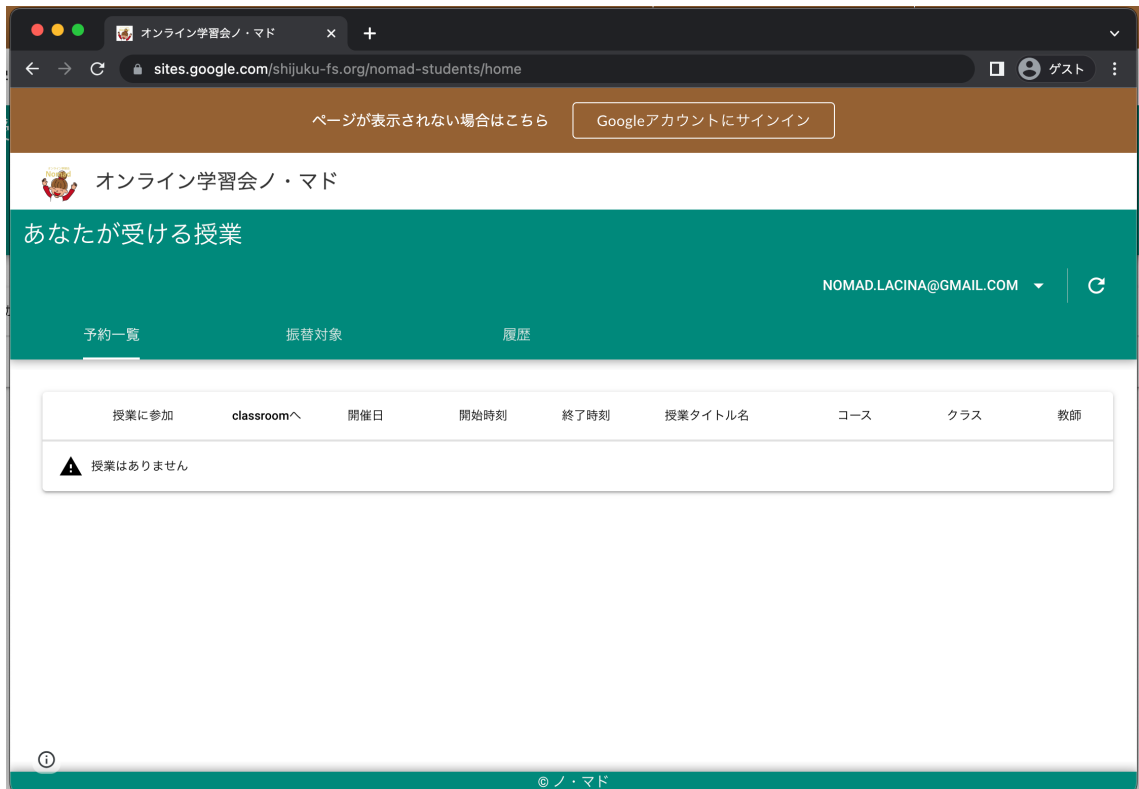 オンライン学習会ノ・マド
sites.google.com/shijuku-fs.org/nomad-students/home
ゲスト
ページが表示されない場合はこちら
Googleアカウントにサインイン
オンライン学習会ノ・マド
あなたが受ける授業
NOMAD.LACINA@GMAIL.COM
予約一覧 振替対象 履歴
授業に参加 classroomへ 開催日 開始時刻 終了時刻 授業タイトル名 コース クラス 教師
授業はありません
© ノ・マド